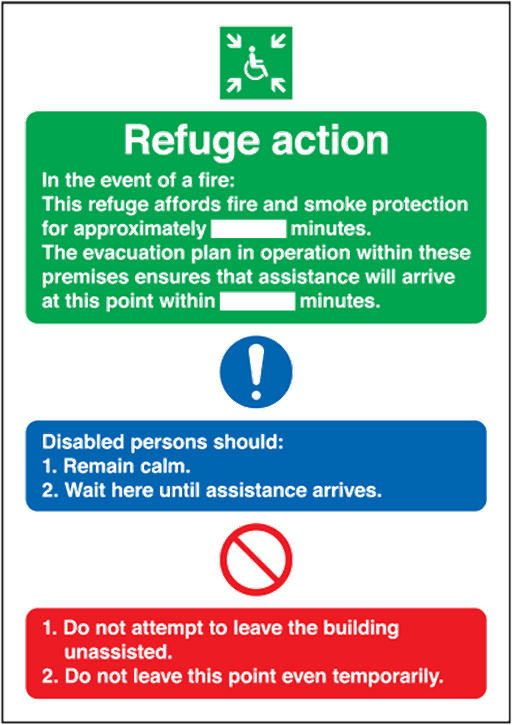 Refuge action
In the event of a fire:
This refuge affords fire and smoke protection
for approximately minutes.
The evacuation plan in operation within these
premises ensures that assistance will arrive
at this point within minutes.
Disabled persons should:
1. Remain calm.
2. Wait here until assistance arrives.
1. Do not attempt to leave the building
unassisted.
2. Do not leave this point even temporarily.